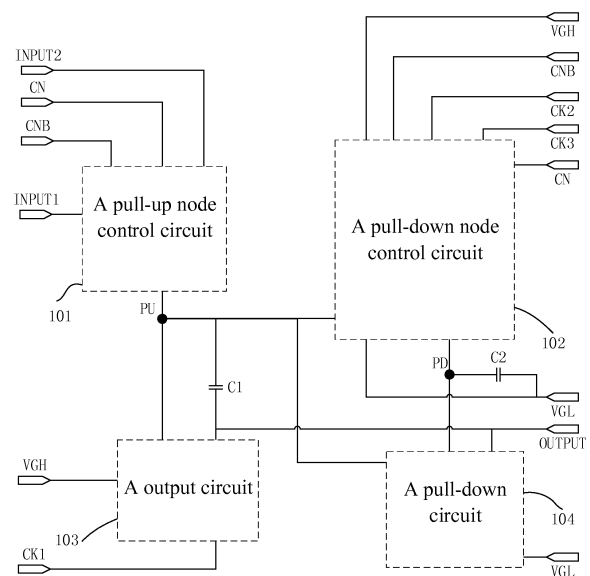 VGH
INPUT2
CNB
CN
CK2
CNB
CK3
CN
INPUT1
A pull-up node
control circuit
A pull-down node
control circuit
101
PU
102
PD
C2
C1
VGL
OUTPUT
VGH
A output circuit
A pull-down
circuit
103
104
CK1
VGL